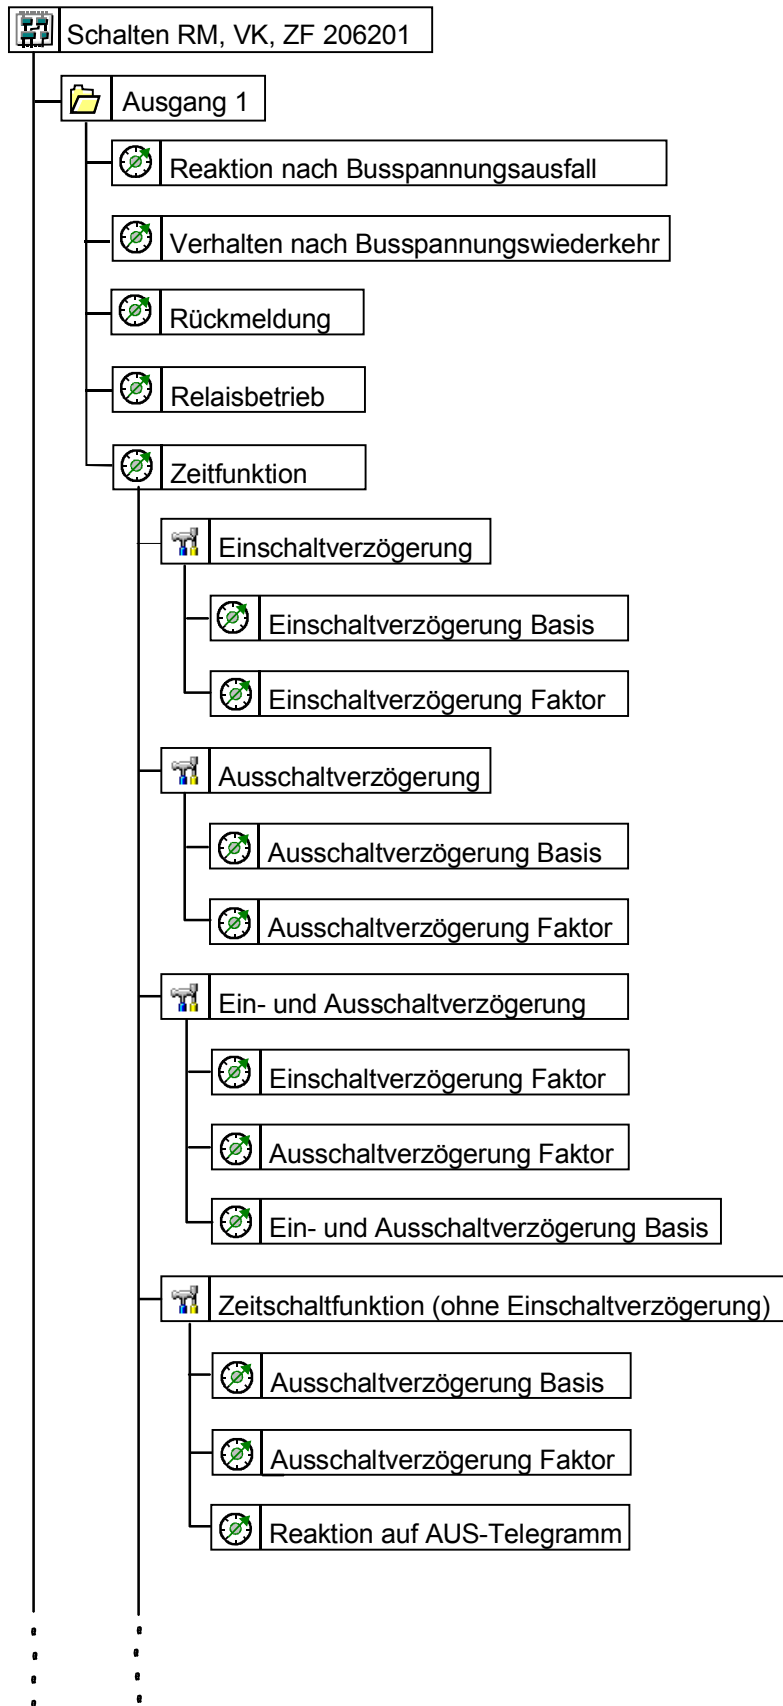 Schalten RM, VK, ZF 206201
Ausgang 1
Reaktion nach Busspannungsausfall
Verhalten nach Busspannungswiederkehr
Rückmeldung
Relaisbetrieb
Zeitfunktion
Einschaltverzögerung
Einschaltverzögerung Basis
Einschaltverzögerung Faktor
Ausschaltverzögerung
Ausschaltverzögerung Basis
Ausschaltverzögerung Faktor
Ein- und Ausschaltverzögerung
Einschaltverzögerung Faktor
Ausschaltverzögerung Faktor
Ein- und Ausschaltverzögerung Basis
Zeitschaltfunktion (ohne Einschaltverzögerung)
Ausschaltverzögerung Basis
Ausschaltverzögerung Faktor
Reaktion auf AUS-Telegramm